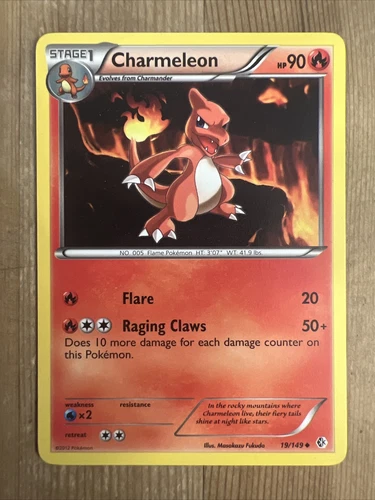 STAGE1 Charmeleon HP 90
Evolves from Charmander
NO. 005 Flame Pokémon HT. 3'07" WT. 41.9 lbs.
Flare 20
Raging Claws 50+
Does 10 more damage for each damage counter on
this Pokémon.
weakness resistance
×2
retreat
In the rocky mountains where
Charmeleon live, their fiery tails
shine at night like stars.
©2012 Pokémon
Illus. Manokazu Fukuda 19/149